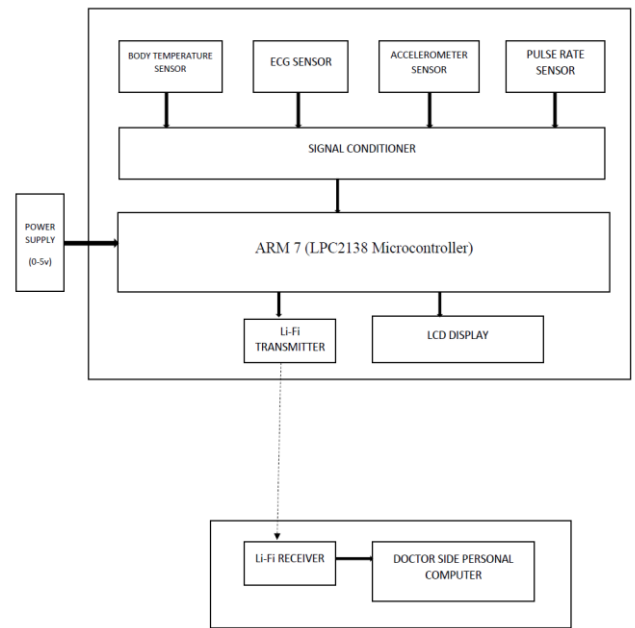 BODY TEMPERATURE
SENSOR
ECG SENSOR
ACCELEROMETER
SENSOR
PULSE RATE
SENSOR
SIGNAL CONDITIONER
POWER
SUPPLY
(0-5v)
ARM 7 (LPC2138 Microcontroller)
Li-Fi
TRANSMITTER
LCD DISPLAY
Li-Fi RECEIVER
DOCTOR SIDE PERSONAL
COMPUTER